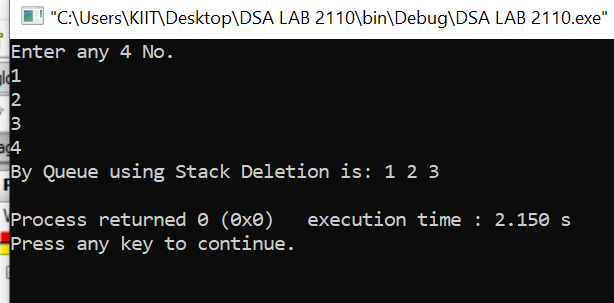 "C:\Users\KIIT\Desktop\DSA LAB 2110\bin\Debug\DSA LAB 2110.exe"
Enter any 4 No.
1
2
3
4
By Queue using Stack Deletion is: 1 2 3
Process returned 0 (0x0)   execution time : 2.150 s
Press any key to continue.